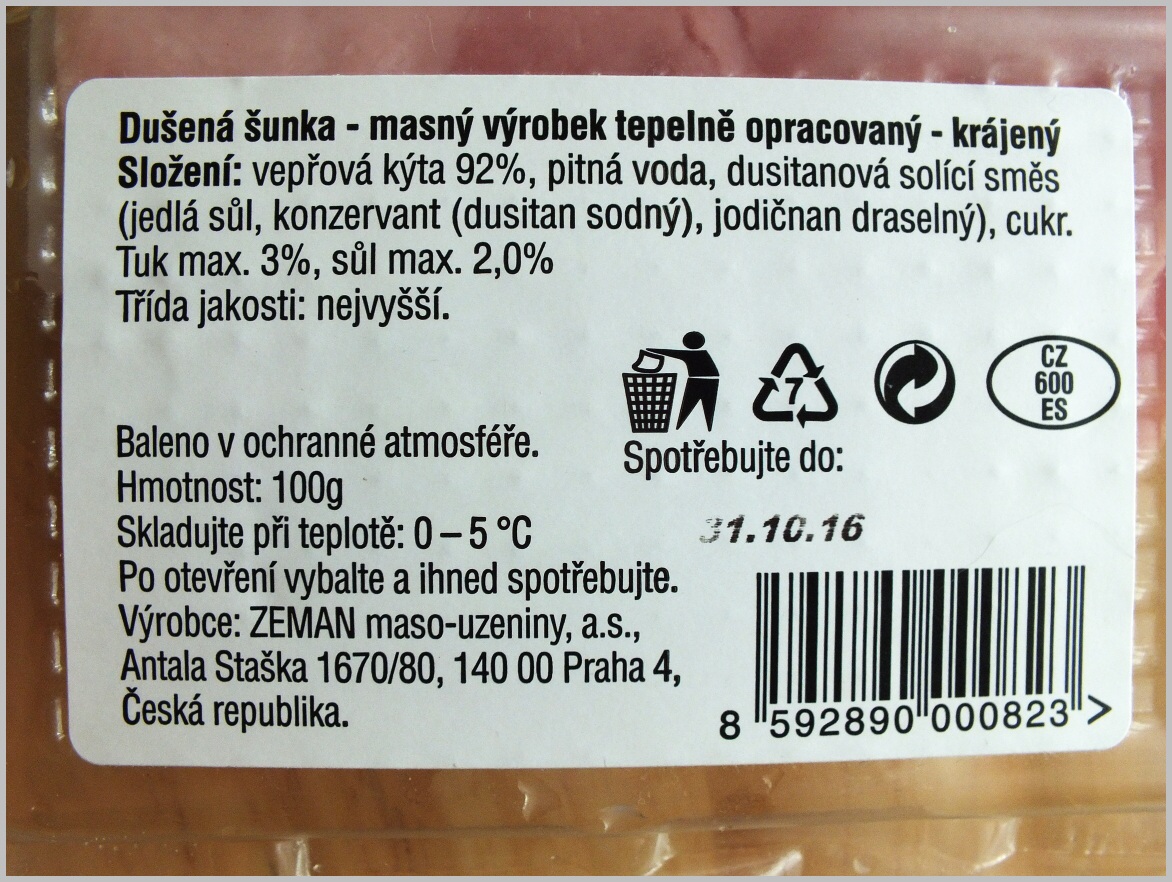 Dušená šunka - masný výrobek tepelně opracovaný - krájený
Složení: vepřová kýta 92%, pitná voda, dusitanová solící směs
(jedlá sůl, konzervant (dusitan sodný), jodičnan draselný), cukr.
Tuk max. 3%, sůl max. 2,0%
Třída jakosti: nejvyšší.
7
CZ
600
ES
Baleno v ochranné atmosféře.
Hmotnost: 100g
Skladujte při teplotě: 0 – 5 °C
Po otevření vybalte a ihned spotřebujte.
Výrobce: ZEMAN maso-uzeniny, a.s.,
Antala Staška 1670/80, 140 00 Praha 4,
Česká republika.
Spotřebujte do:
31.10.16
8 592890 000823 >